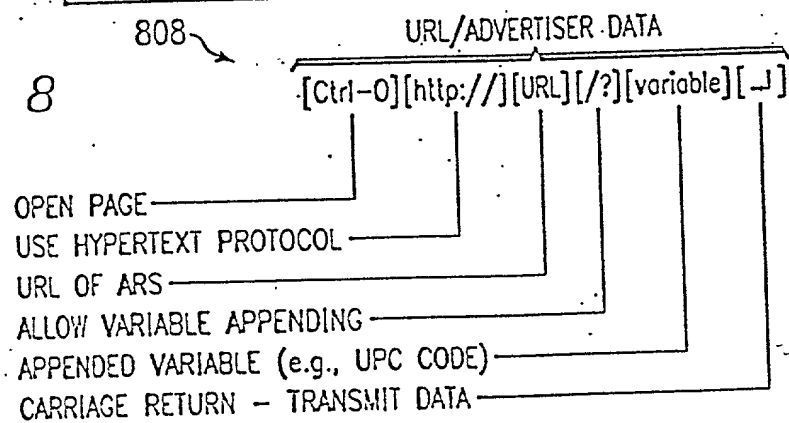 808
URL/ADVERTISER DATA
8
[Ctrl-O][http://][URL][/?][variable][↵]
OPEN PAGE
USE HYPERTEXT PROTOCOL
URL OF ARS
ALLOW VARIABLE APPENDING
APPENDED VARIABLE (e.g., UPC CODE)
CARRIAGE RETURN - TRANSMIT DATA